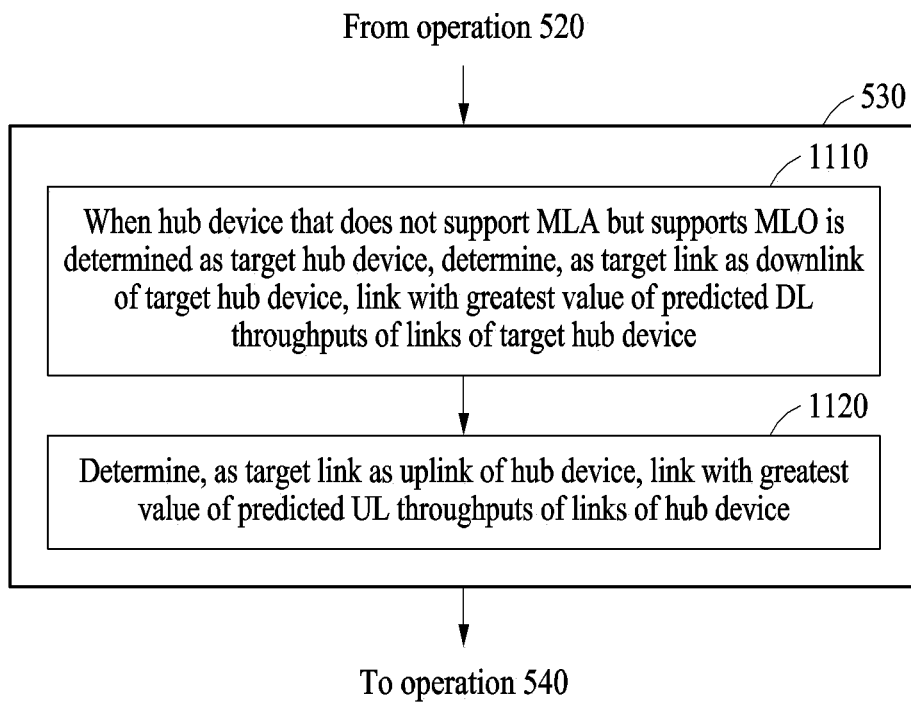 From operation 520
530
1110
When hub device that does not support MLA but supports MLO is
determined as target hub device, determine, as target link as downlink
of target hub device, link with greatest value of predicted DL
throughputs of links of target hub device
1120
Determine, as target link as uplink of hub device, link with greatest
value of predicted UL throughputs of links of hub device
To operation 540